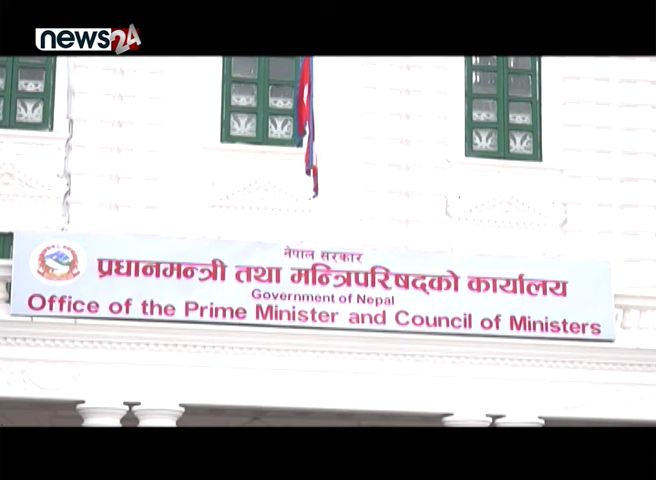 news24
नेपाल सरकार
प्रधानमन्त्री तथा मन्त्रिपरिषद्को कार्यालय
Government of Nepal
Office of the Prime Minister and Council of Ministers